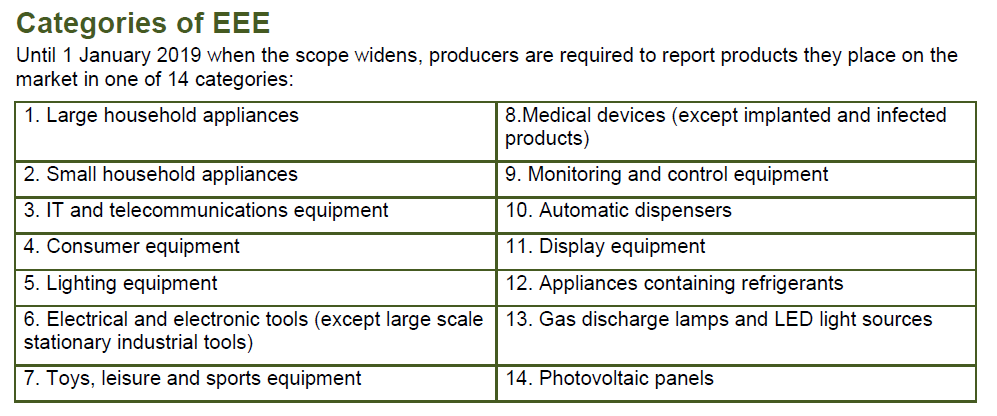 Categories of EEE
Until 1 January 2019 when the scope widens, producers are required to report products they place on the
market in one of 14 categories:
1. Large household appliances
8.Medical devices (except implanted and infected
products)
2. Small household appliances
9. Monitoring and control equipment
3. IT and telecommunications equipment
10. Automatic dispensers
4. Consumer equipment
11. Display equipment
5. Lighting equipment
12. Appliances containing refrigerants
6. Electrical and electronic tools (except large scale
stationary industrial tools)
13. Gas discharge lamps and LED light sources
7. Toys, leisure and sports equipment
14. Photovoltaic panels